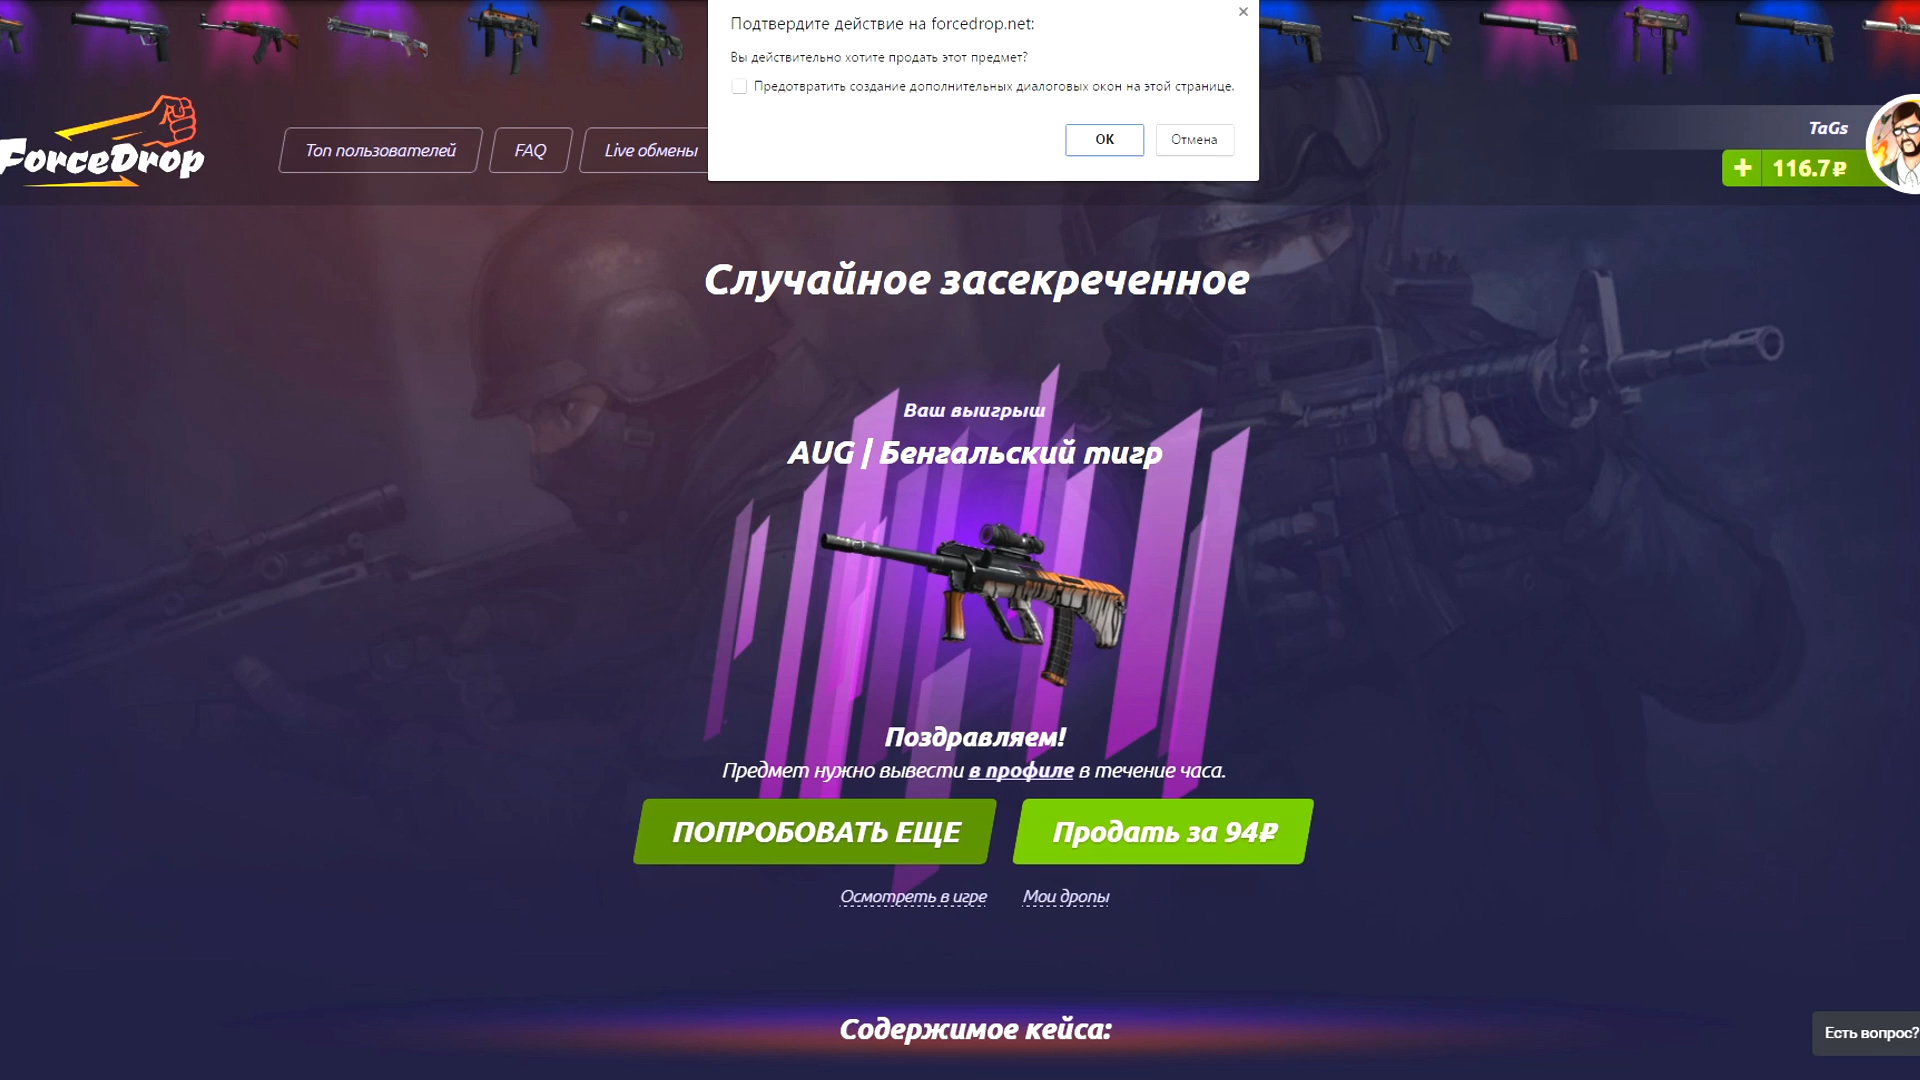 Подтвердите действие на forcedrop.net:
Вы действительно хотите продать этот предмет?
Предотвратить создание дополнительных диалоговых окон на этой странице.
ОК
Отмена
ForceDrop
Топ пользователей
FAQ
Live обмены
TaGs
+ 116.7₽
Случайное засекреченное
Ваш выигрыш
AUG | Бенгальский тигр
Поздравляем!
Предмет нужно вывести в профиле в течение часа.
ПОПРОБОВАТЬ ЕЩЕ
Продать за 94₽
Осмотреть в игре
Мои дропы
Содержимое кейса:
Есть вопрос?